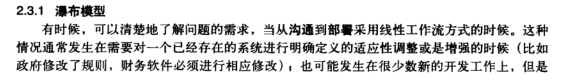 2.3.1 瀑布模型
有时候，可以清楚地了解问题的需求，当从沟通到部署采用线性工作流方式的时候。这种
情况通常发生在需要对一个已经存在的系统进行明确定义的适应性调整或是增强的时候（比如
政府修改了规则，财务软件必须进行相应修改）；也可能发生在很少数新的开发工作上，但是